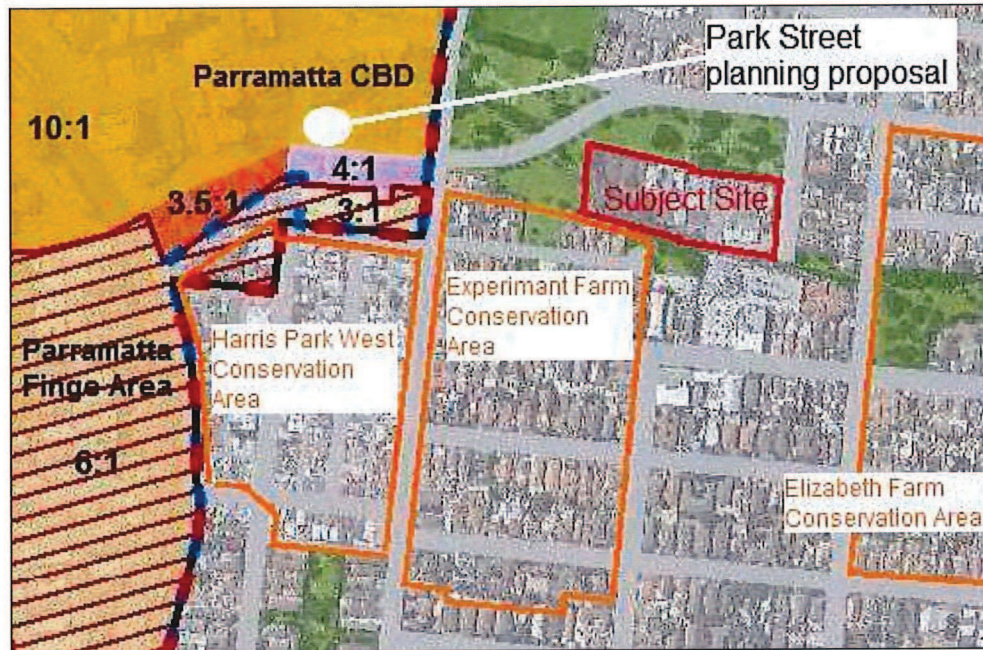 Park Street
planning proposal
Parramatta CBD
10:1
4:1
3.5:1
3:1
Subject Site
Experimant Farm
Conservation
Area
Harris Park West
Conservation
Area
Parramatta
Finge Area
6:1
Elizabeth Farm
Conservation Area